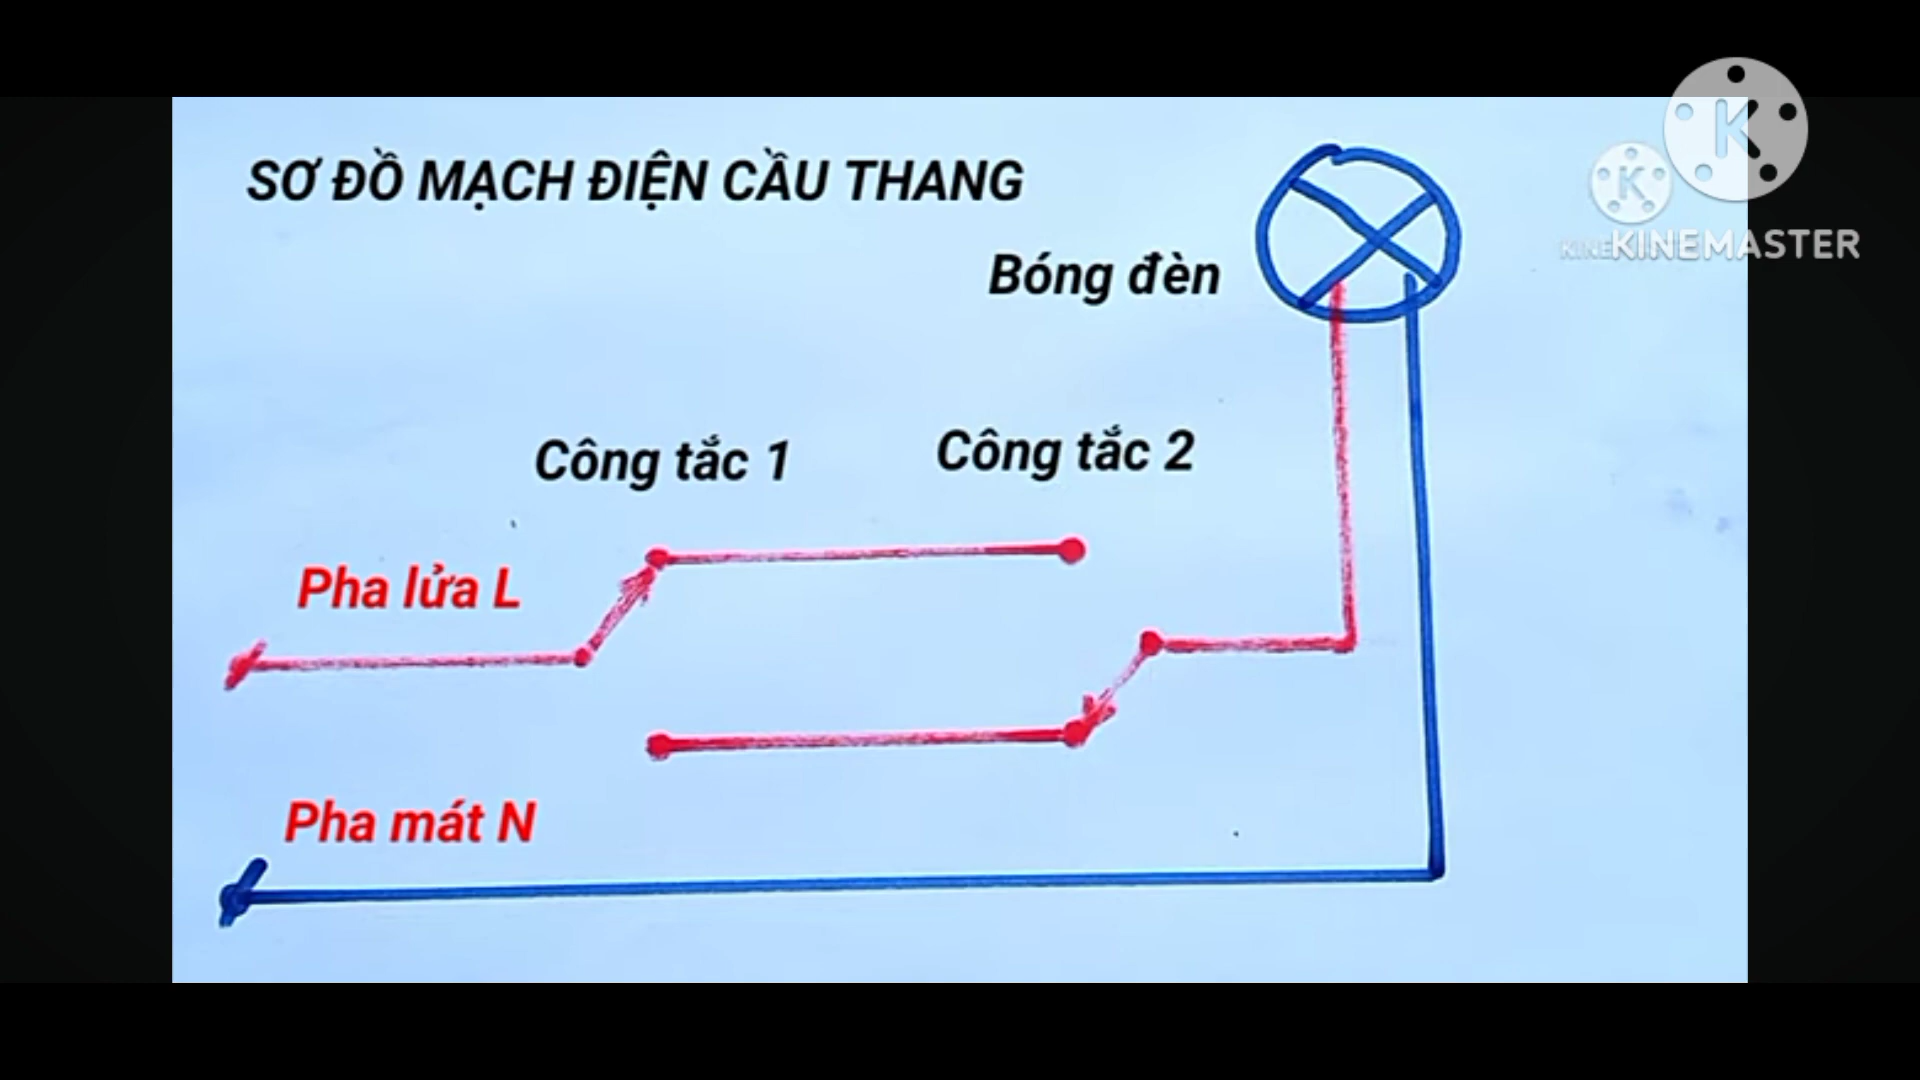 SƠ ĐỒ MẠCH ĐIỆN CẦU THANG
Bóng đèn
Công tắc 1
Công tắc 2
Pha lửa L
Pha mát N
K
KINEMASTER
K
KINEMASTER